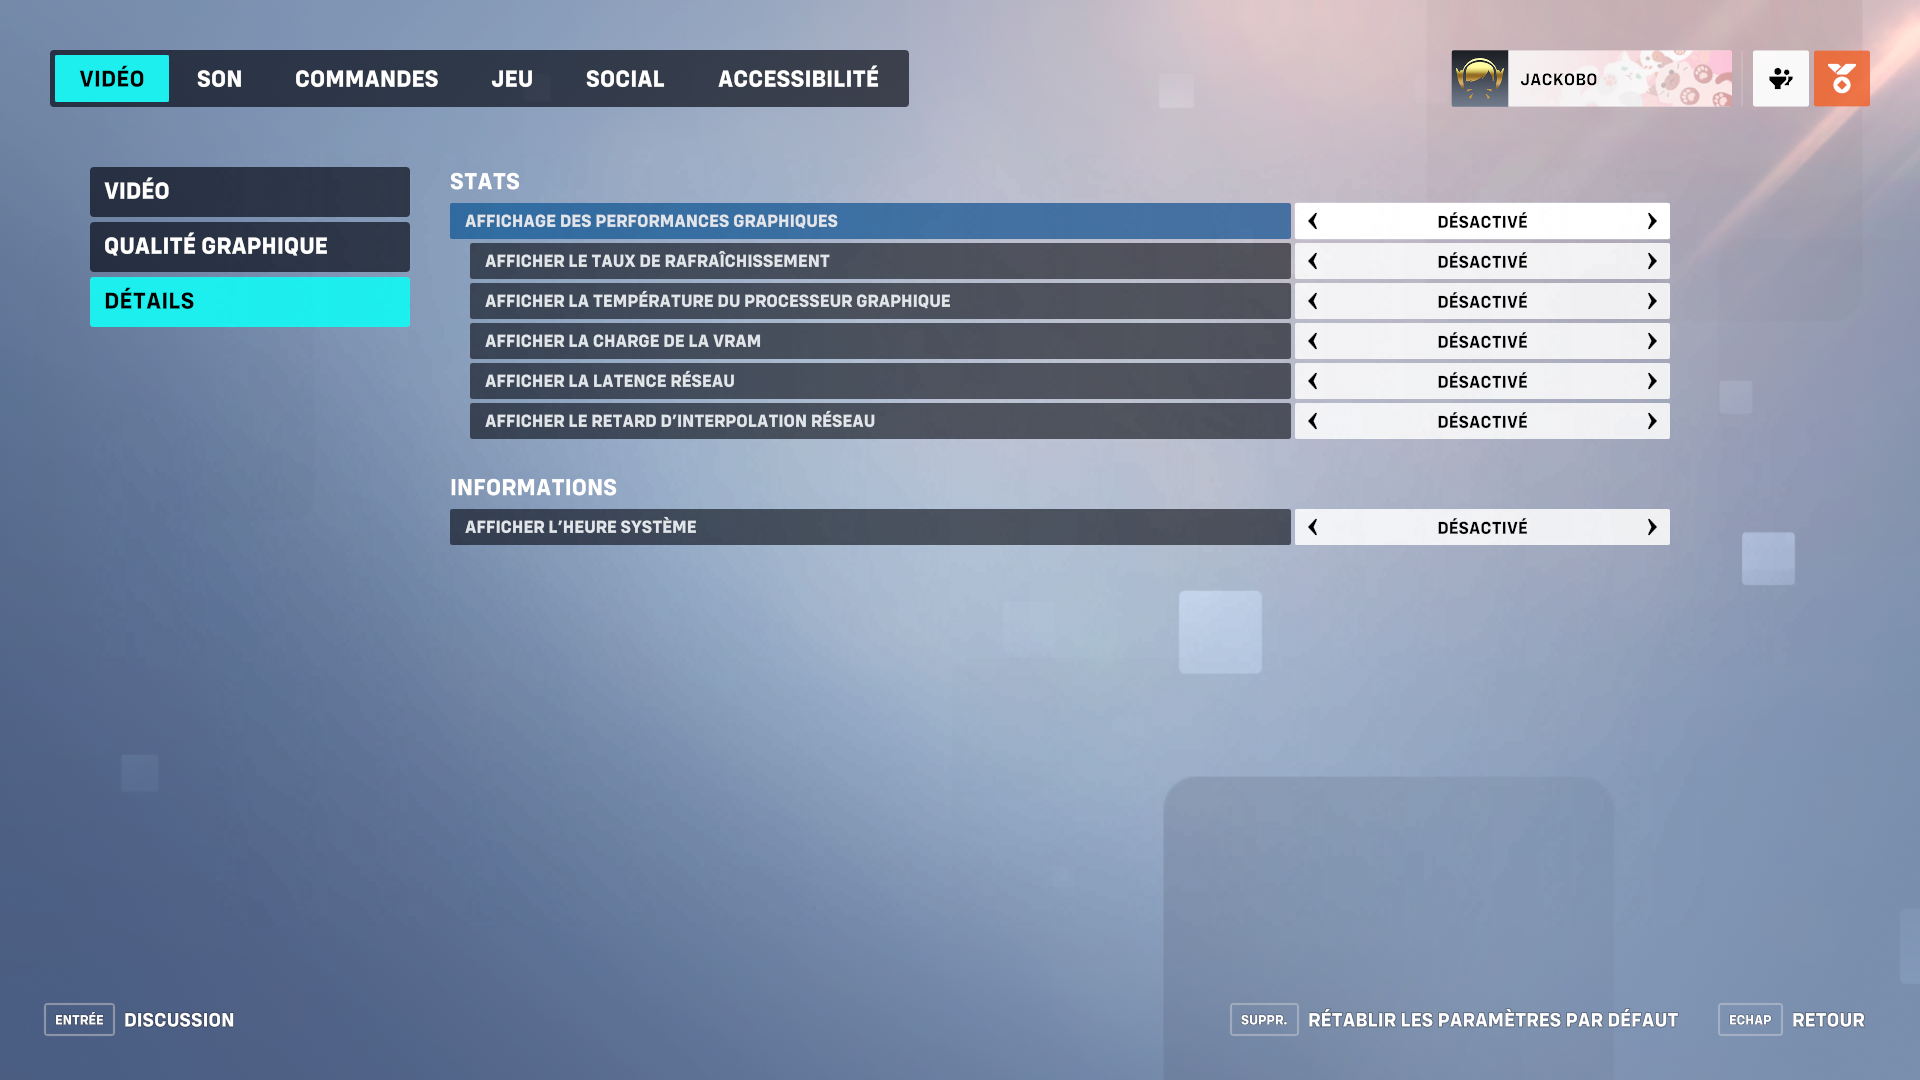 VIDÉO
SON
COMMANDES
JEU
SOCIAL
ACCESSIBILITÉ
JACKOBO
VIDÉO
QUALITÉ GRAPHIQUE
DÉTAILS
STATS
AFFICHAGE DES PERFORMANCES GRAPHIQUES
DÉSACTIVÉ
AFFICHER LE TAUX DE RAFRAÎCHISSEMENT
DÉSACTIVÉ
AFFICHER LA TEMPÉRATURE DU PROCESSEUR GRAPHIQUE
DÉSACTIVÉ
AFFICHER LA CHARGE DE LA VRAM
DÉSACTIVÉ
AFFICHER LA LATENCE RÉSEAU
DÉSACTIVÉ
AFFICHER LE RETARD D’INTERPOLATION RÉSEAU
DÉSACTIVÉ
INFORMATIONS
AFFICHER L’HEURE SYSTÈME
DÉSACTIVÉ
ENTRÉE DISCUSSION
SUPPR. RÉTABLIR LES PARAMÈTRES PAR DÉFAUT
ECHAP RETOUR